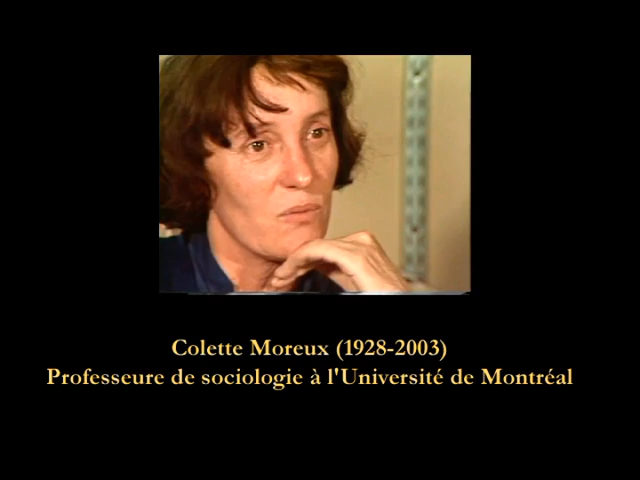 Colette Moreux (1928-2003)
Professeure de sociologie à l'Université de Montréal